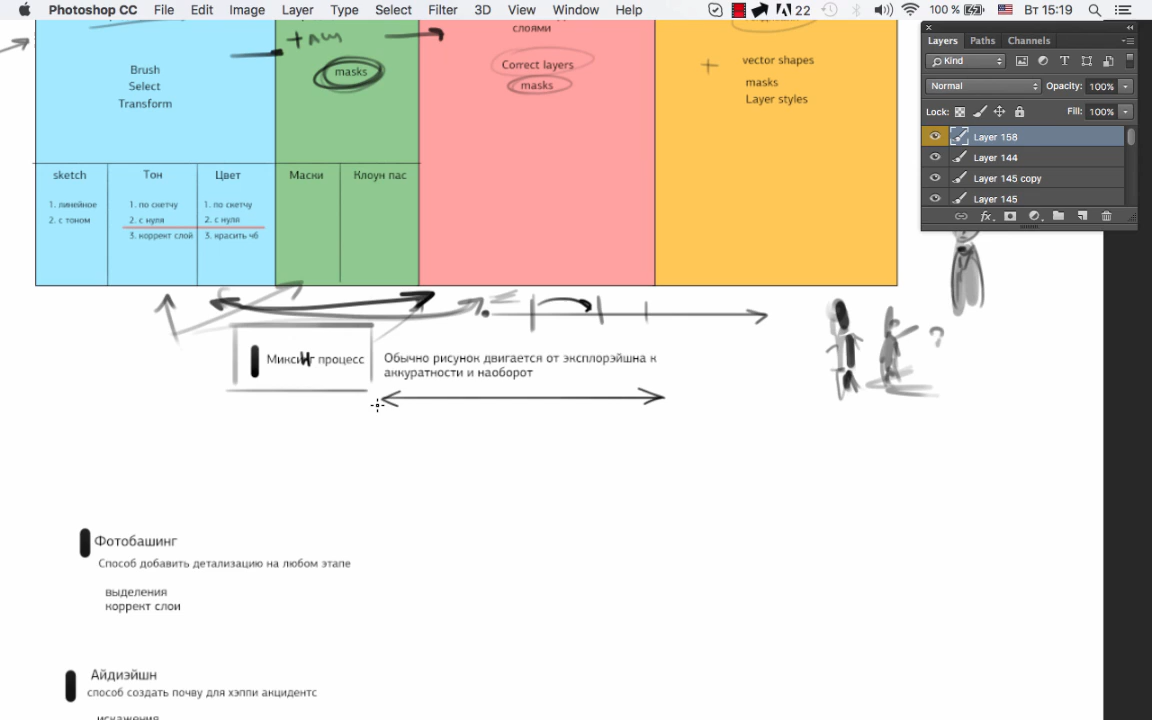 Photoshop CC File Edit Image Layer Type Select Filter 3D View Window Help 22 100 % Вт 15:19
слоями
Brush
Select
Transform
masks
Correct layers
masks
vector shapes
masks
Layer styles
sketch
1. линейное
2. с тоном
Тон
1. по скетчу
2. с нуля
3. коррект слой
Цвет
1. по скетчу
2. с нуля
3. красить чб
Маски
Клоун пас
Миксинг процесс
Обычно рисунок двигается от эксплорэйшна к
аккуратности и наоборот
?
Фотобашинг
Способ добавить детализацию на любом этапе
выделения
коррект слои
Айдиэйшн
способ создать почву для хэппи анцидентс
искажения
Layers Paths Channels
Kind
Normal Opacity: 100%
Lock: Fill: 100%
Layer 158
Layer 144
Layer 145 copy
Layer 145
fx